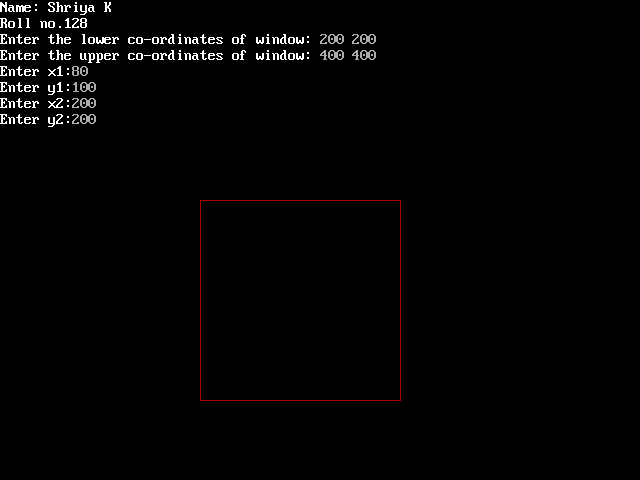 Name: Shriya K
Roll no.128
Enter the lower co-ordinates of window: 200 200
Enter the upper co-ordinates of window: 400 400
Enter x1:80
Enter y1:100
Enter x2:200
Enter y2:200